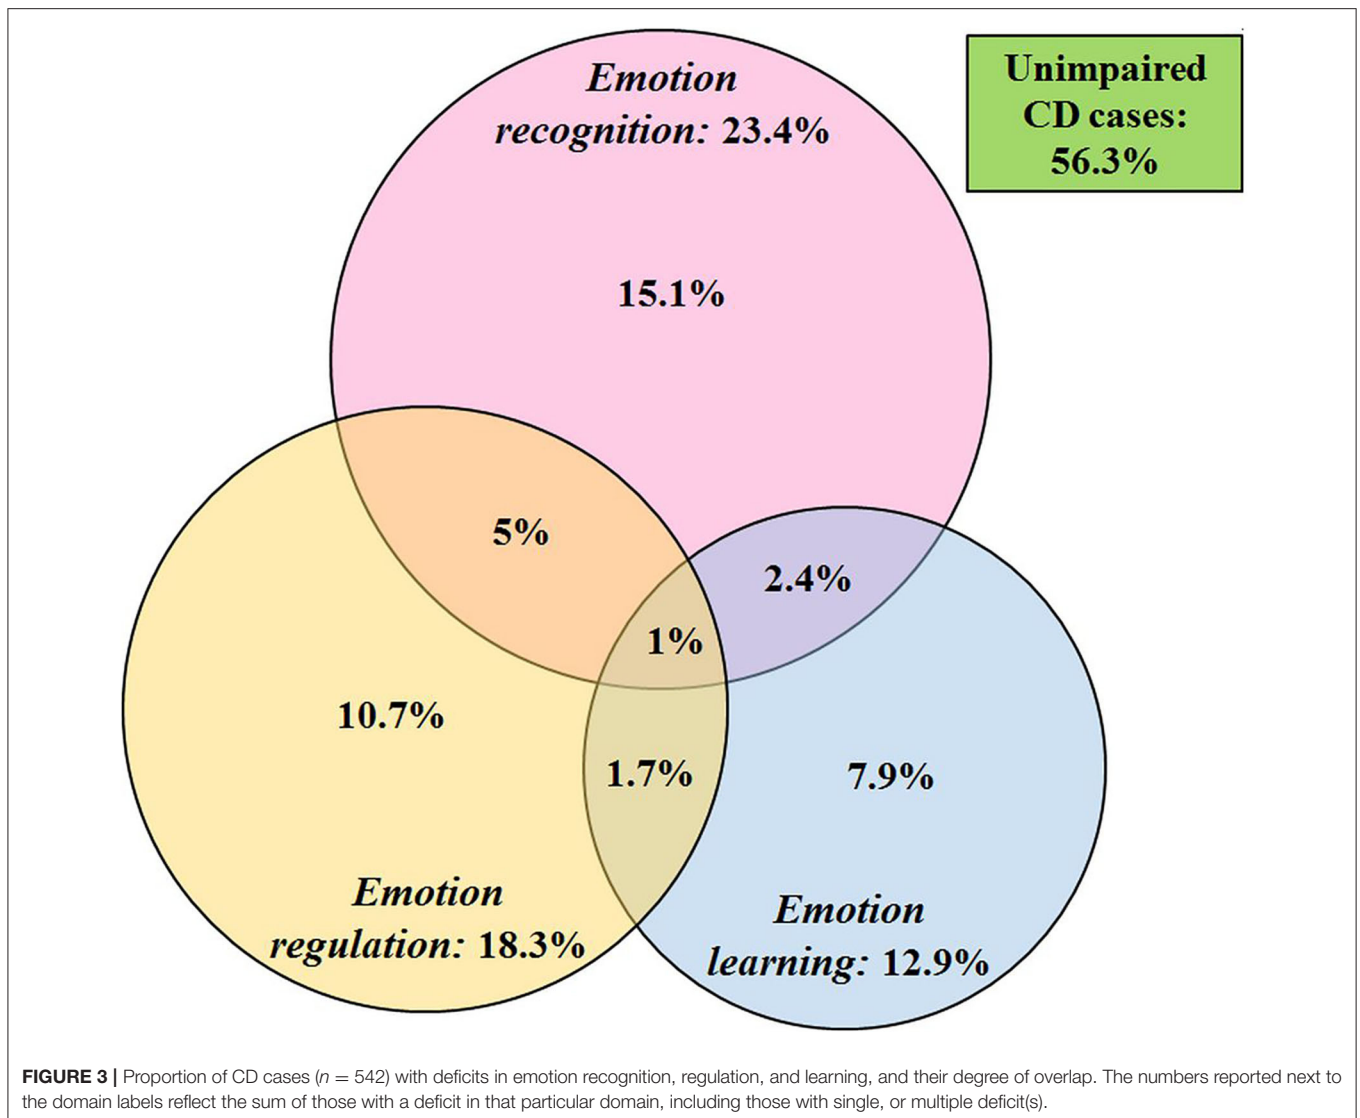 Emotion
recognition: 23.4%
Unimpaired
CD cases:
56.3%
15.1%
5%
2.4%
1%
10.7%
1.7%
7.9%
Emotion
regulation: 18.3%
Emotion
learning: 12.9%
FIGURE 3 | Proportion of CD cases (n = 542) with deficits in emotion recognition, regulation, and learning, and their degree of overlap. The numbers reported next to
the domain labels reflect the sum of those with a deficit in that particular domain, including those with single, or multiple deficit(s).